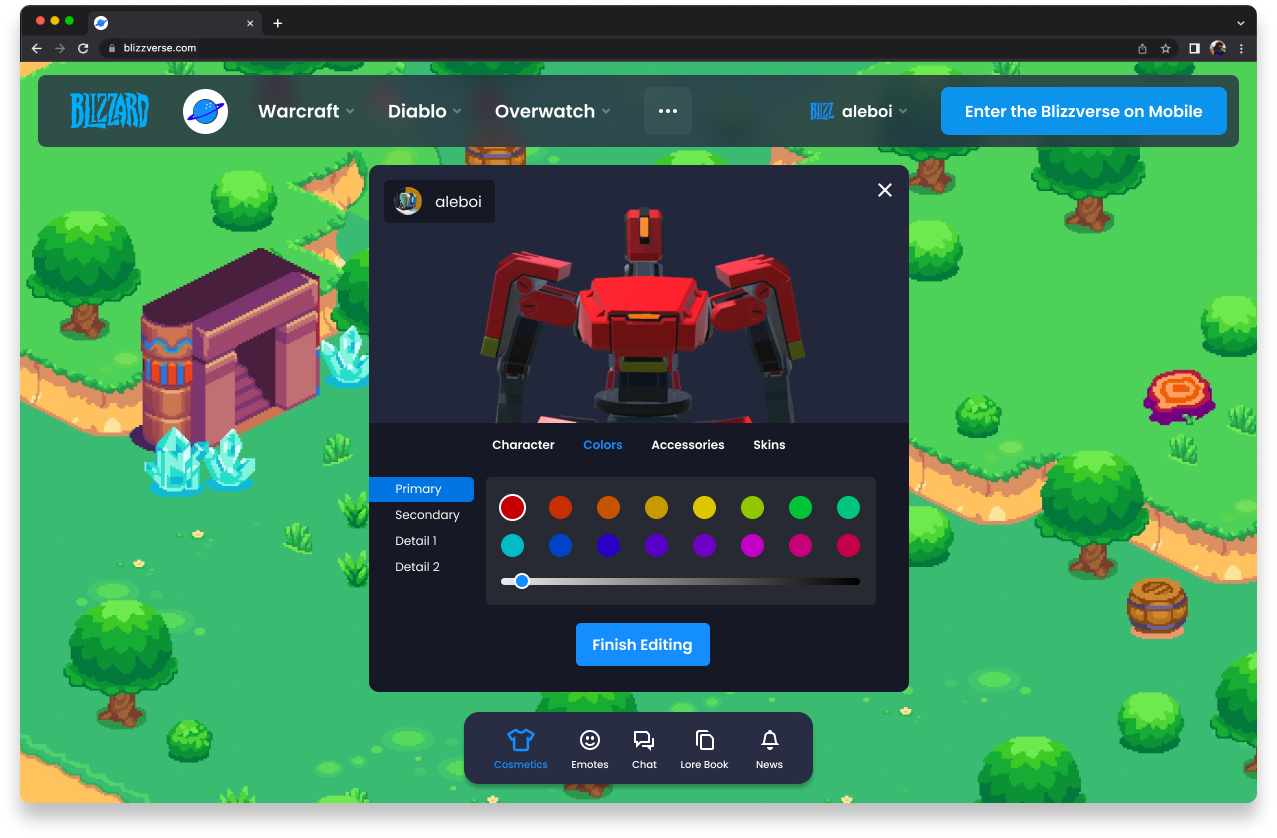 blizzverse.com
BLIZZARD
Warcraft
Diablo
Overwatch
BLIZZ
aleboi
Enter the Blizzverse on Mobile
aleboi
Character
Colors
Accessories
Skins
Primary
Secondary
Detail 1
Detail 2
Finish Editing
Cosmetics
Emotes
Chat
Lore Book
News